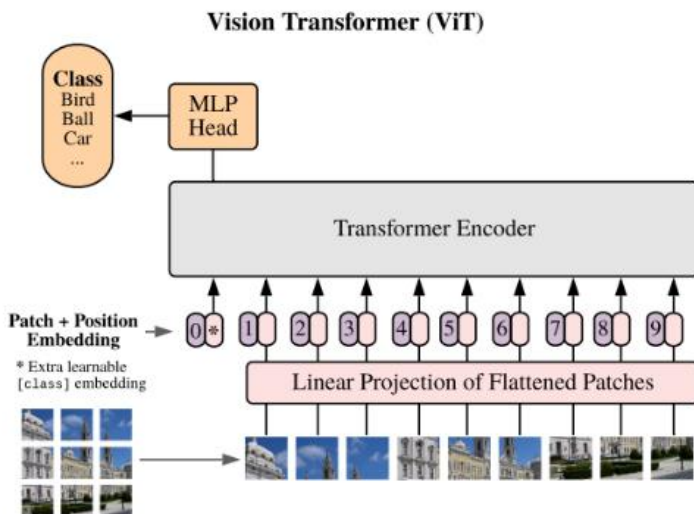 Vision Transformer (ViT)
Class
Bird
Ball
Car
...
MLP
Head
Transformer Encoder
Patch + Position
Embedding
0 * 1 2 3 4 5 6 7 8 9
* Extra learnable
[class] embedding
Linear Projection of Flattened Patches